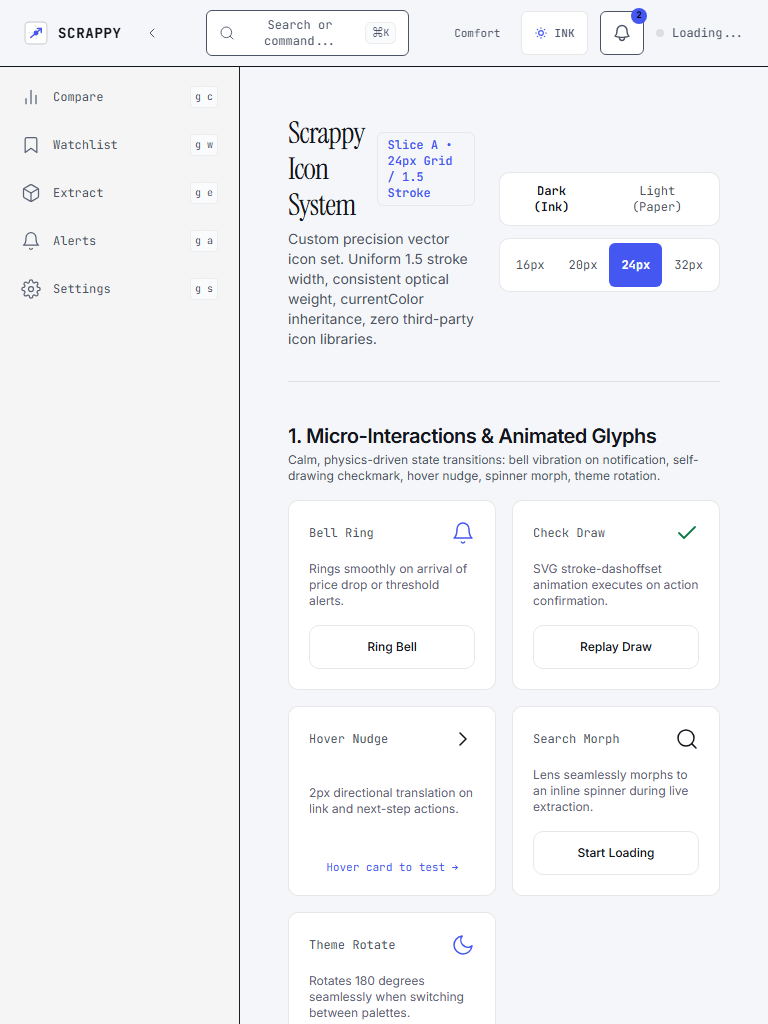 SCRAPPY
Search or
command...
⌘K
Comfort
INK
2
Loading...
Compare
g c
Watchlist
g w
Extract
g e
Alerts
g a
Settings
g s
Scrappy
Icon
System
Slice A •
24px Grid
/ 1.5
Stroke
Custom precision vector
icon set. Uniform 1.5 stroke
width, consistent optical
weight, currentColor
inheritance, zero third-party
icon libraries.
Dark
(Ink)
Light
(Paper)
16px
20px
24px
32px
1. Micro-Interactions & Animated Glyphs
Calm, physics-driven state transitions: bell vibration on notification, self-
drawing checkmark, hover nudge, spinner morph, theme rotation.
Bell Ring
Rings smoothly on arrival of
price drop or threshold
alerts.
Ring Bell
Check Draw
SVG stroke-dashoffset
animation executes on action
confirmation.
Replay Draw
Hover Nudge
2px directional translation on
link and next-step actions.
Hover card to test →
Search Morph
Lens seamlessly morphs to
an inline spinner during live
extraction.
Start Loading
Theme Rotate
Rotates 180 degrees
seamlessly when switching
between palettes.